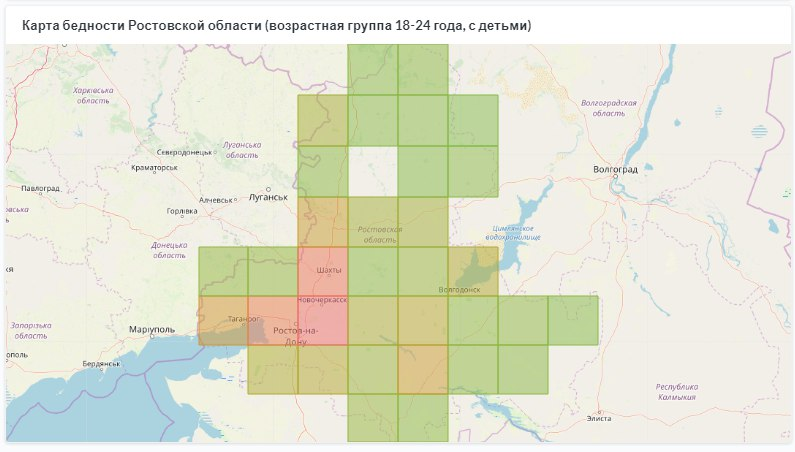 Карта бедности Ростовской области (возрастная группа 18-24 года, с детьми)
Харківська
область
Волгоградская
область
Луганська
область
Сєвєродонецьк
Краматорськ
Волгоград
Павлоград
Алчевськ
Луганськ
Горлівка
Ростовская
область
Цимлянское
водохранилище
Донецька
область
Шахты
Волгодонск
Новочеркасск
Таганрог
Запорізька
область
Маріуполь
Ростов-на-
Дону
ополь
Бердянськ
Республика
Калмыкия
Элиста